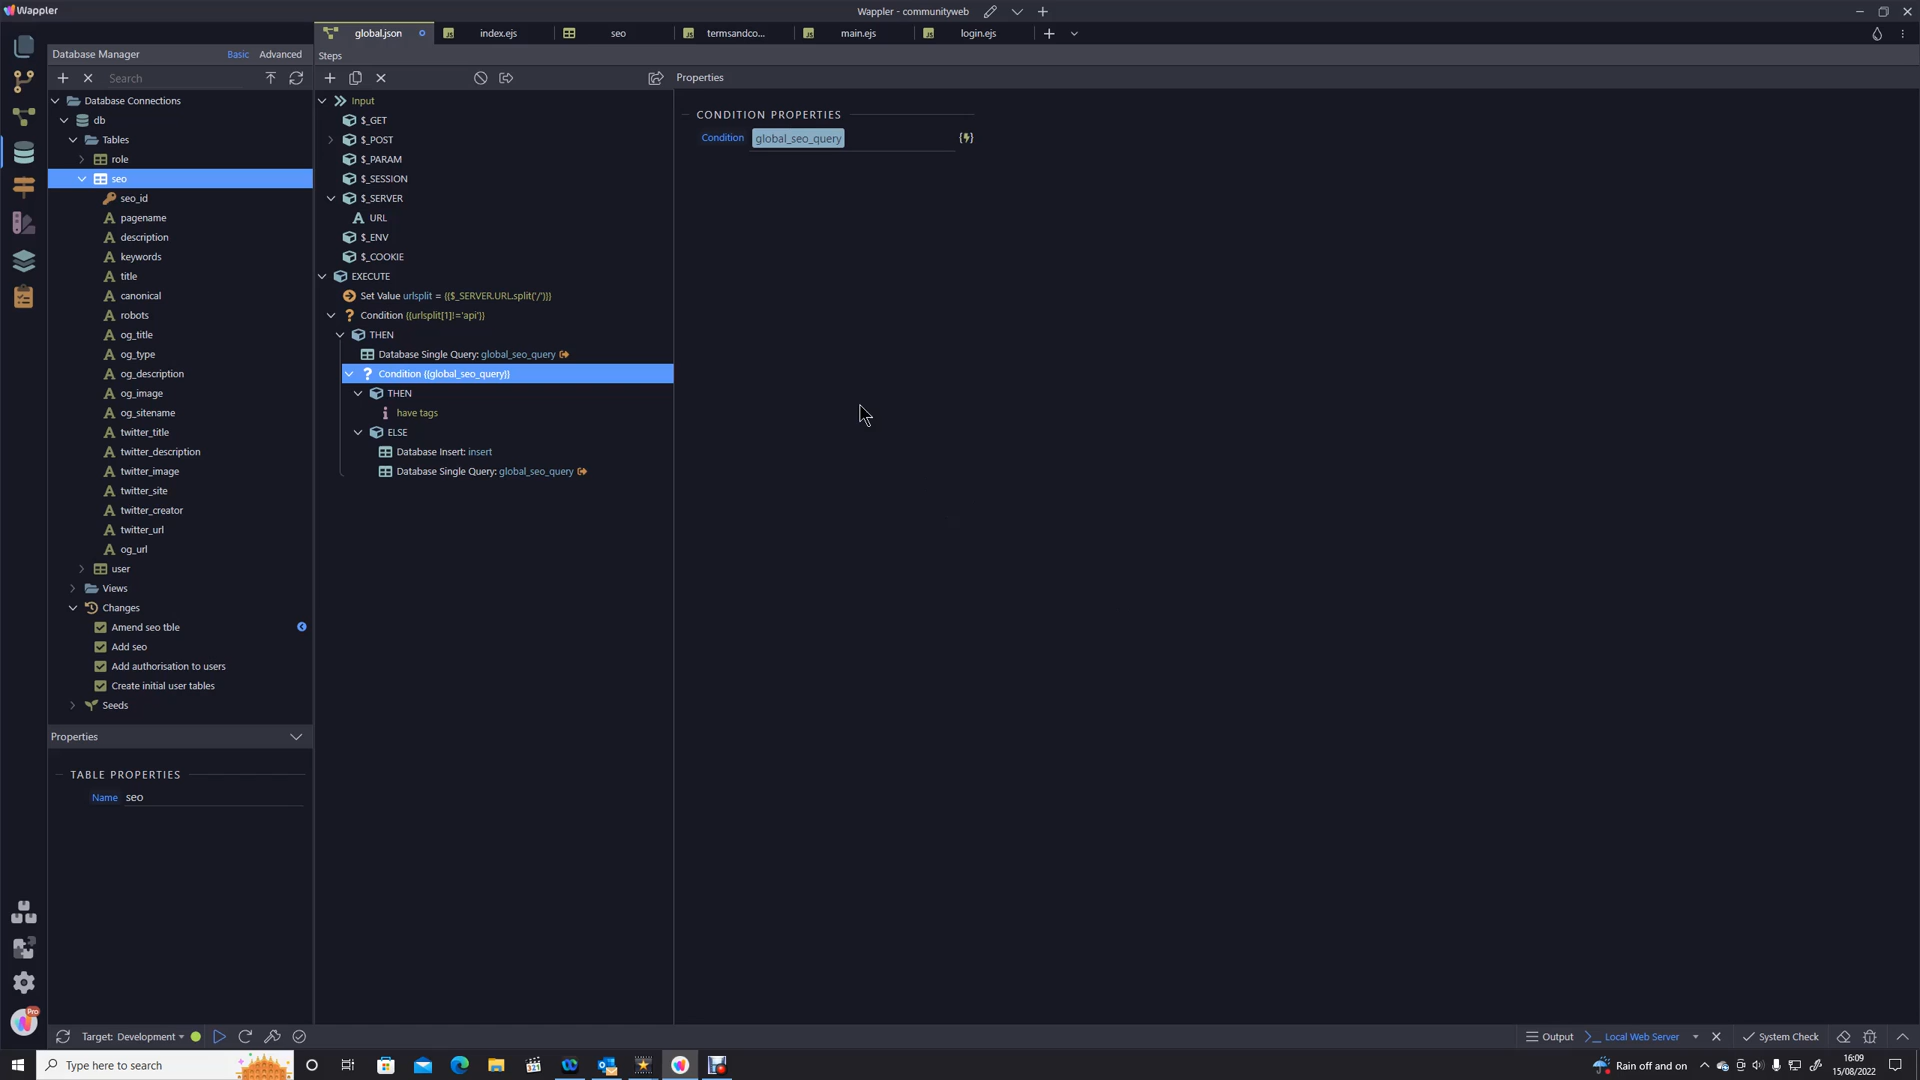 Wappler
Wappler - communityweb
global.json
index.ejs
seo
termsandco...
main.ejs
login.ejs
Database Manager
Basic
Advanced
Steps
Search
Properties
Database Connections
db
Tables
role
seo
seo_id
pagename
description
keywords
title
canonical
robots
og_title
og_type
og_description
og_image
og_sitename
twitter_title
twitter_description
twitter_image
twitter_site
twitter_creator
twitter_url
og_url
user
Views
Changes
Amend seo tble
Add seo
Add authorisation to users
Create initial user tables
Seeds
Properties
TABLE PROPERTIES
Name seo
Input
$_GET
$_POST
$_PARAM
$_SESSION
$_SERVER
URL
$_ENV
$_COOKIE
EXECUTE
Set Value urlsplit = {{$_SERVER.URL.split('/')}}
Condition {{urlsplit[1]!='api'}}
THEN
Database Single Query: global_seo_query
Condition {{global_seo_query}}
THEN
have tags
ELSE
Database Insert: insert
Database Single Query: global_seo_query
CONDITION PROPERTIES
Condition global_seo_query
Pro
Target: Development
Output
Local Web Server
System Check
Type here to search
Rain off and on
16:09
15/08/2022